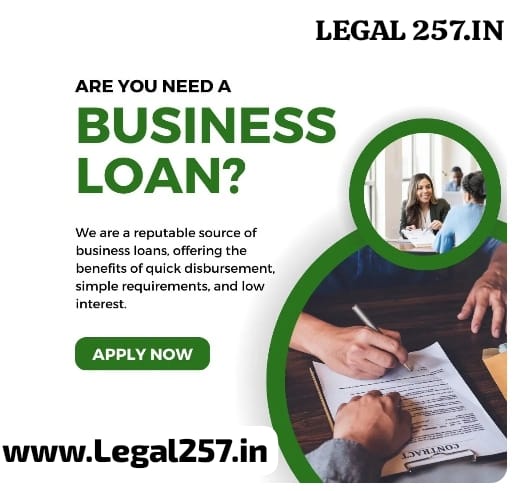 LEGAL 257.IN
ARE YOU NEED A
BUSINESS
LOAN?
We are a reputable source of
business loans, offering the
benefits of quick disbursement,
simple requirements, and low
interest.
APPLY NOW
www.Legal257.in
CONTRACT